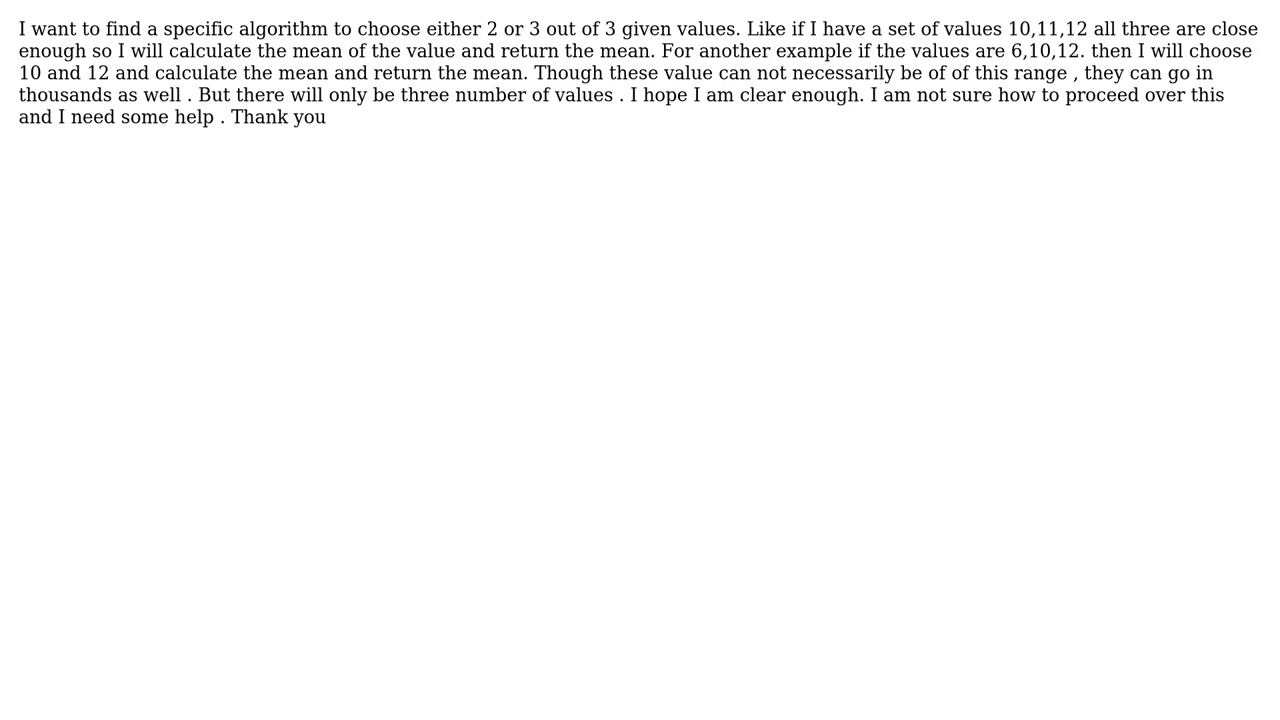 I want to find a specific algorithm to choose either 2 or 3 out of 3 given values. Like if I have a set of values 10,11,12 all three are close
enough so I will calculate the mean of the value and return the mean. For another example if the values are 6,10,12. then I will choose
10 and 12 and calculate the mean and return the mean. Though these value can not necessarily be of of this range , they can go in
thousands as well . But there will only be three number of values . I hope I am clear enough. I am not sure how to proceed over this
and I need some help . Thank you